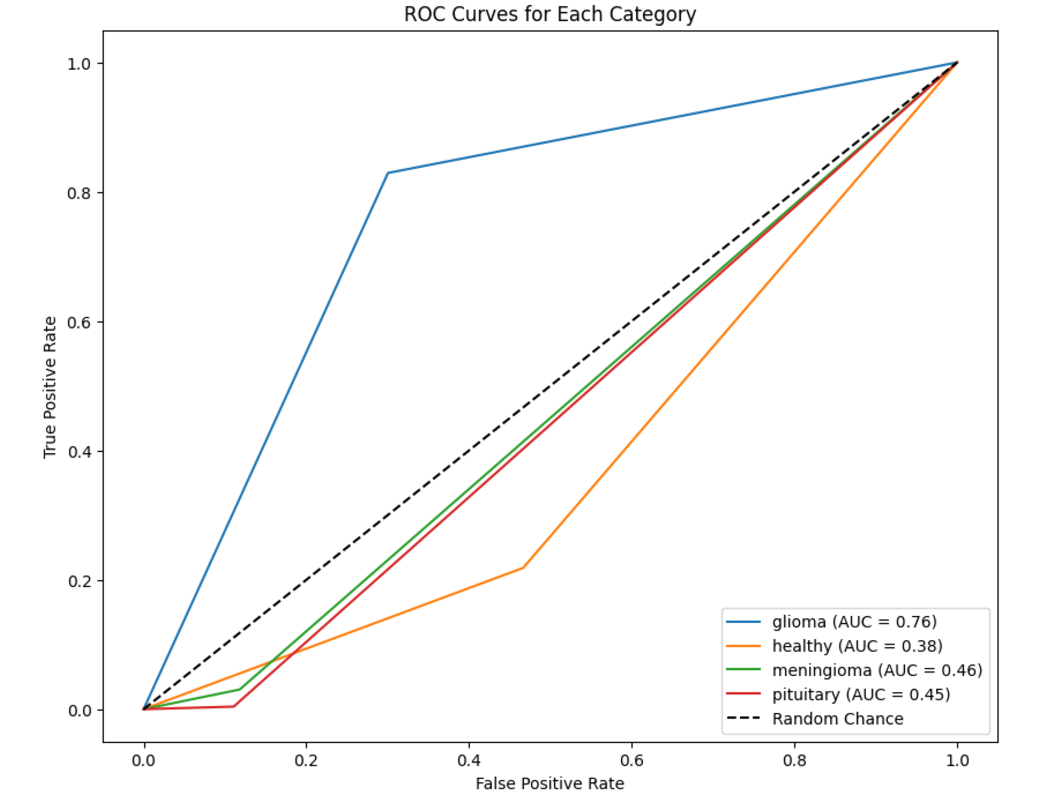 ROC Curves for Each Category
True Positive Rate
1.0
0.8
0.6
0.4
0.2
0.0
glioma (AUC = 0.76)
healthy (AUC = 0.38)
meningioma (AUC = 0.46)
pituitary (AUC = 0.45)
Random Chance
0.0 0.2 0.4 0.6 0.8 1.0
False Positive Rate